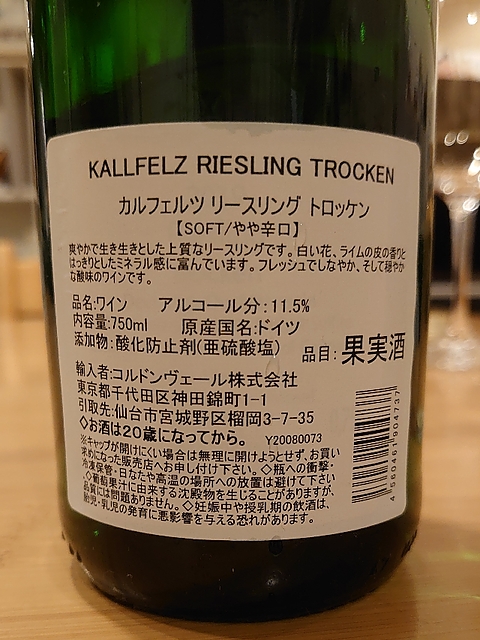 KALLFELZ RIESLING TROCKEN
カルフェルツ リースリング トロッケン
【SOFT/やや辛口】
爽やかで生き生きとした上質なリースリングです。白い花、ライムの皮の香りと
はっきりとしたミネラル感に富んでいます。フレッシュでしなやか、そして穏やか
な酸味のワインです。
品名:ワイン アルコール分:11.5%
内容量:750ml 原産国名:ドイツ
添加物:酸化防止剤(亜硫酸塩) 品目:果実酒
輸入者:コルドンヴェール株式会社
東京都千代田区神田錦町1-1
引取先:仙台市宮城野区榴岡3-7-35
◇お酒は20歳になってから。 Y20080073
※キャップが開けにくい場合は無理に開けようとせず、お買い
求めになった販売店へお申し付け下さい。◇瓶への衝撃・
冷凍保管・日なたや高温の場所への放置は避けて下さい
。◇葡萄果汁に由来する沈殿物を生じることがありますが、
品質には問題ありません。◇妊娠中や授乳期の飲酒は、
胎児・乳児の発育に悪影響を与える恐れがあります。
4560461904737